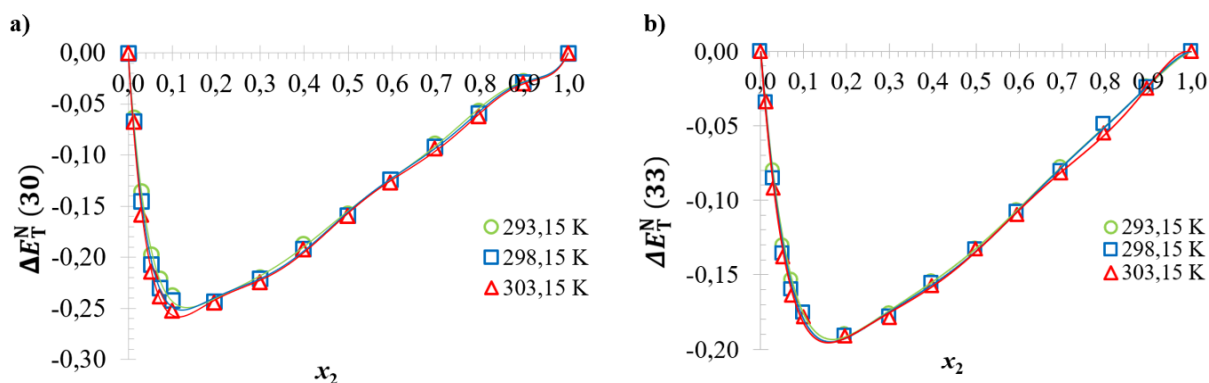 a)
0,00
-0,05
-0,10
-0,15
-0,20
-0,25
-0,30
0,0 0,1 0,2 0,3 0,4 0,5 0,6 0,7 0,8 0,9 1,0
ΔE_T^N (30)
293,15 K
298,15 K
303,15 K
x₂
b)
0,00
-0,05
-0,10
-0,15
-0,20
0,0 0,1 0,2 0,3 0,4 0,5 0,6 0,7 0,8 0,9 1,0
ΔE_T^N (33)
293,15 K
298,15 K
303,15 K
x₂